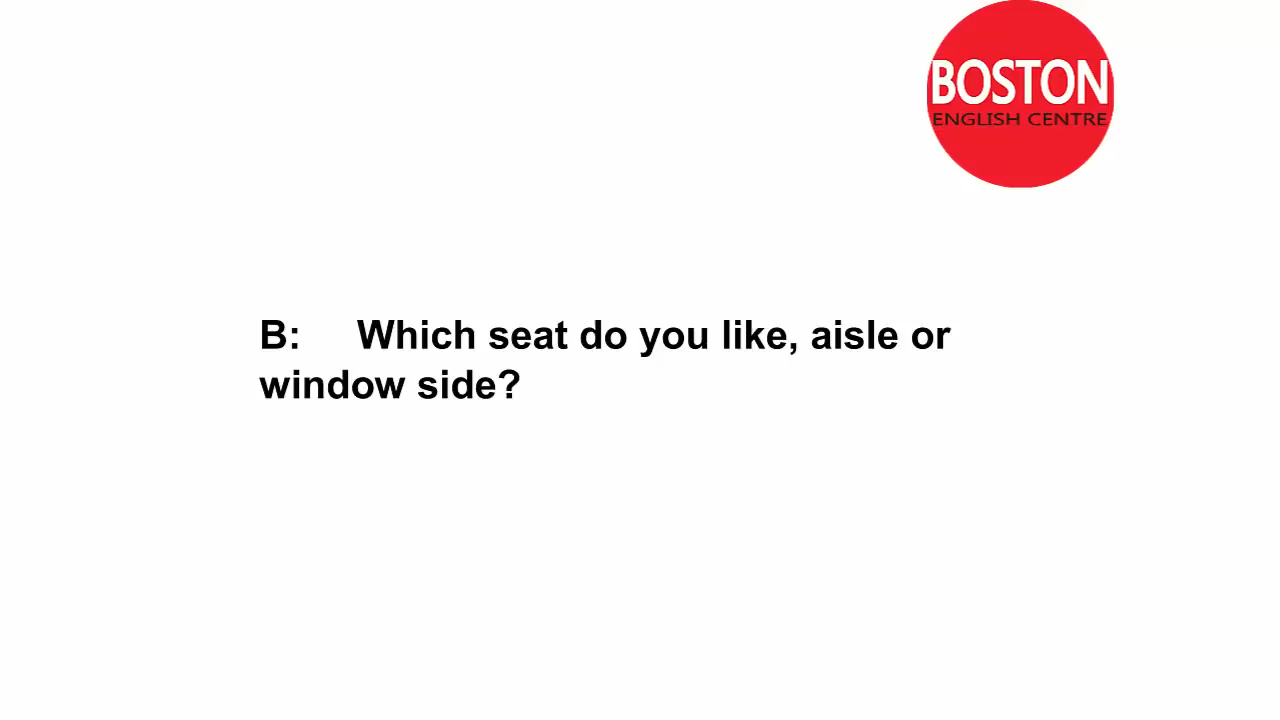 BOSTON
ENGLISH CENTRE
B: Which seat do you like, aisle or
window side?